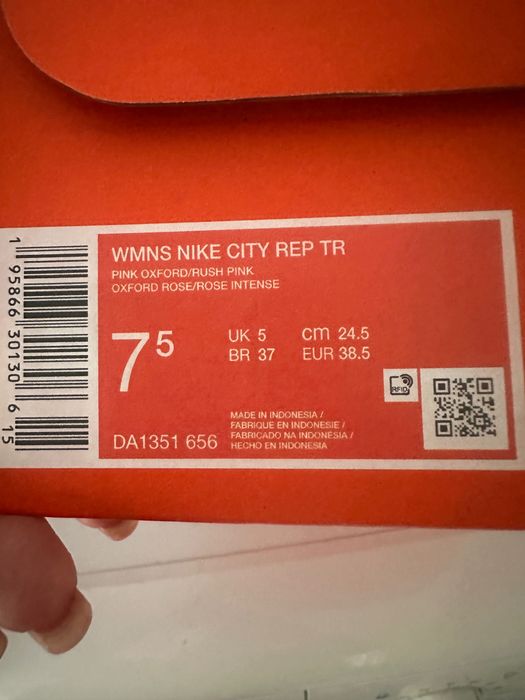 WMNS NIKE CITY REP TR
PINK OXFORD/RUSH PINK
OXFORD ROSE/ROSE INTENSE
7 5
UK 5 cm 24.5
BR 37 EUR 38.5
RFID
MADE IN INDONESIA /
FABRIQUE EN INDONESIE /
FABRICADO NA INDONÉSIA /
HECHO EN INDONESIA
DA1351 656
1 95866 30130 6 15